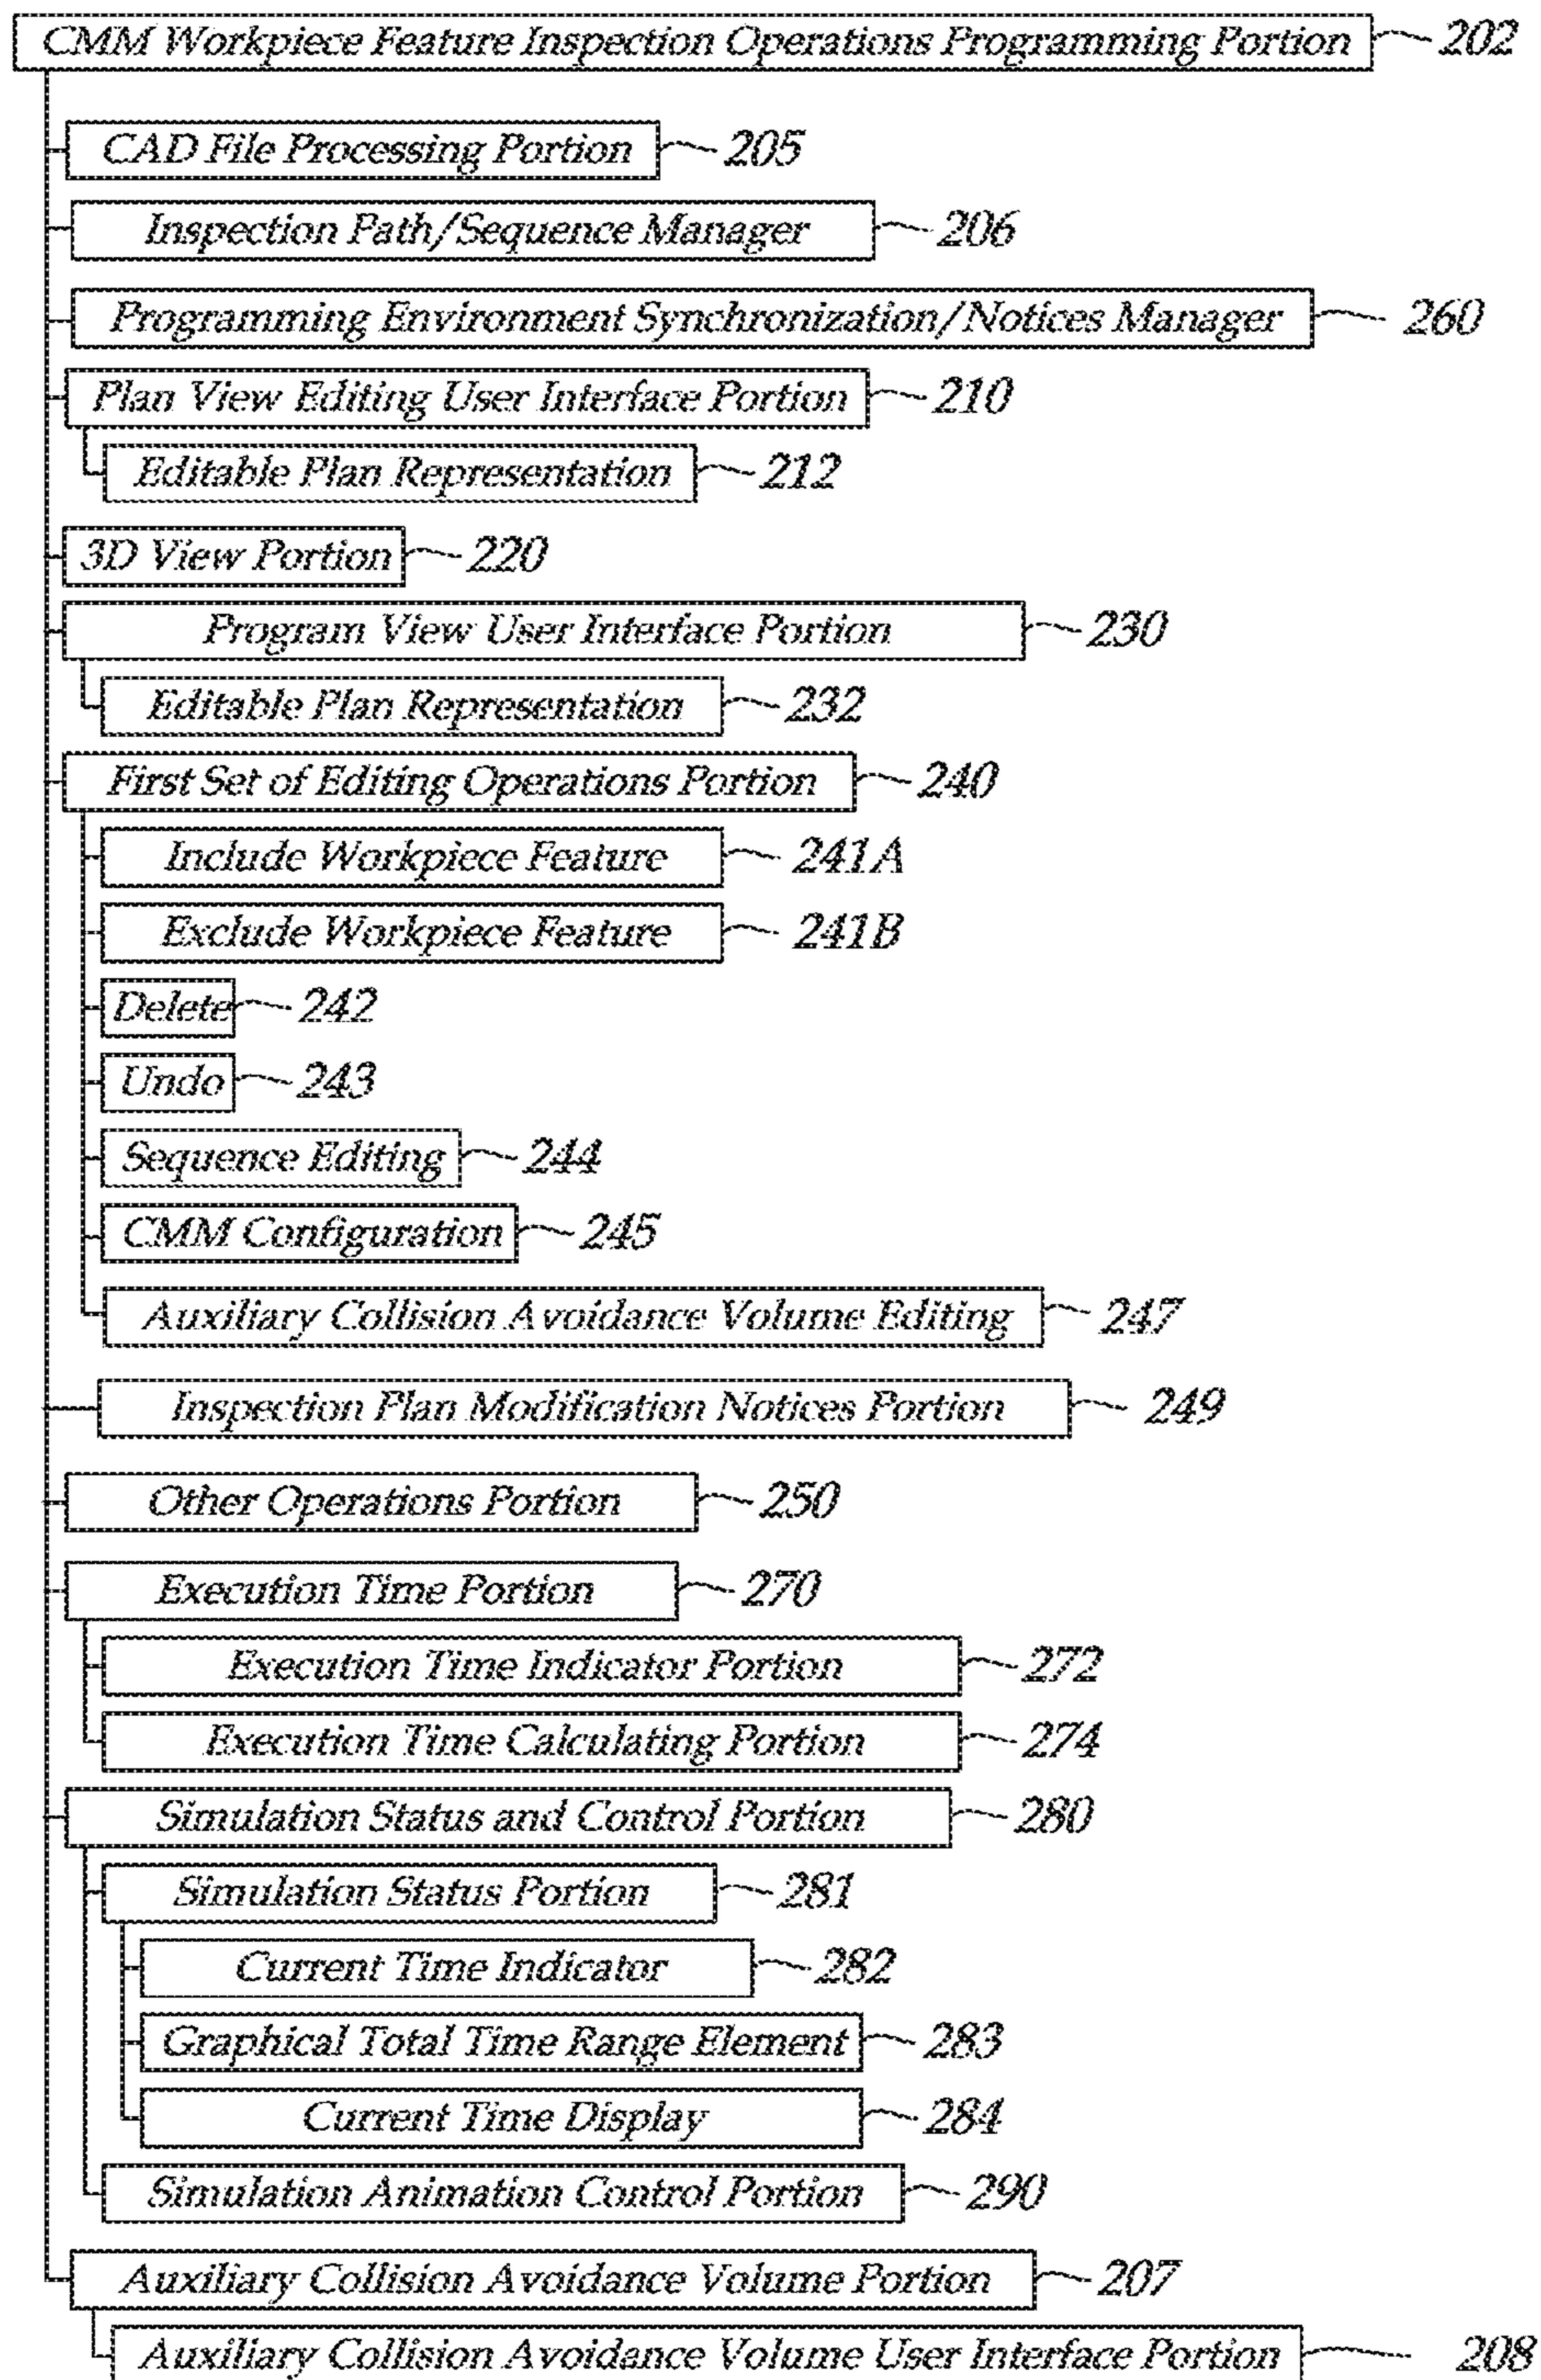 CMM Workpiece Feature Inspection Operations Programming Portion 202
CAD File Processing Portion 205
Inspection Path/Sequence Manager 206
Programming Environment Synchronization/Notices Manager 260
Plan View Editing User Interface Portion 210
Editable Plan Representation 212
3D View Portion 220
Program View User Interface Portion 230
Editable Plan Representation 232
First Set of Editing Operations Portion 240
Include Workpiece Feature 241A
Exclude Workpiece Feature 241B
Delete 242
Undo 243
Sequence Editing 244
CMM Configuration 245
Auxiliary Collision Avoidance Volume Editing 247
Inspection Plan Modification Notices Portion 249
Other Operations Portion 250
Execution Time Portion 270
Execution Time Indicator Portion 272
Execution Time Calculating Portion 274
Simulation Status and Control Portion 280
Simulation Status Portion 281
Current Time Indicator 282
Graphical Total Time Range Element 283
Current Time Display 284
Simulation Animation Control Portion 290
Auxiliary Collision Avoidance Volume Portion 207
Auxiliary Collision Avoidance Volume User Interface Portion 208